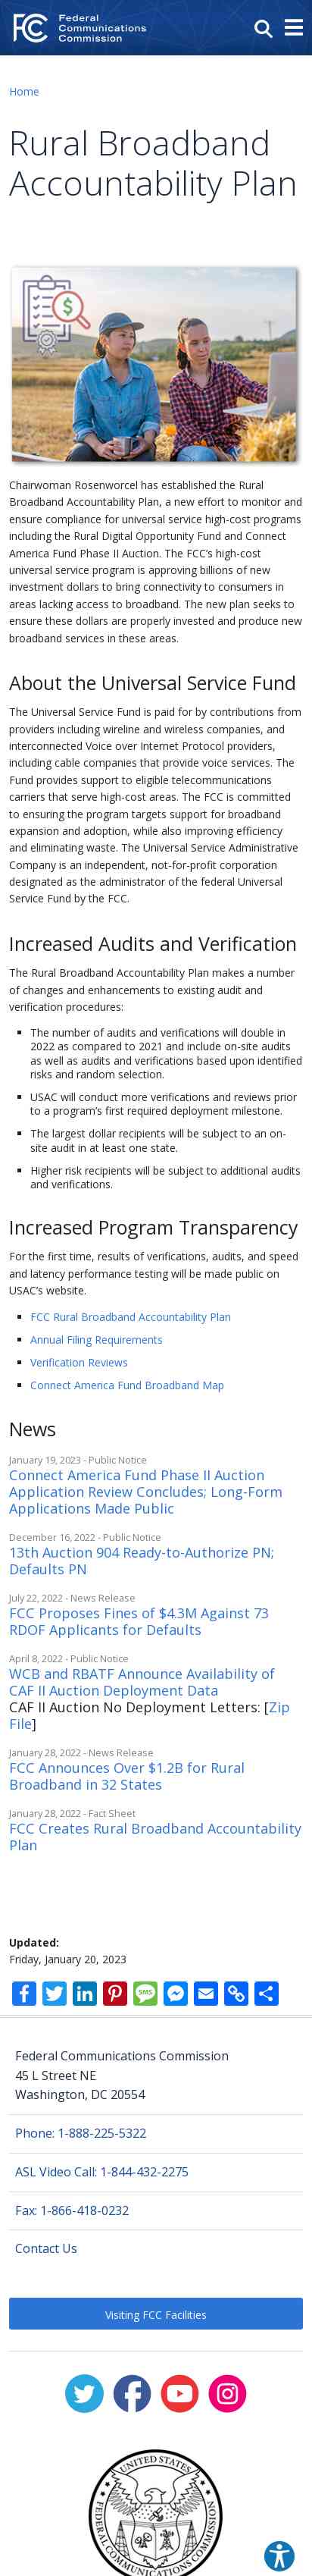 Federal
Communications
Commission
Home
Rural Broadband
Accountability Plan
$
Chairwoman Rosenworcel has established the Rural
Broadband Accountability Plan, a new effort to monitor and
ensure compliance for universal service high-cost programs
including the Rural Digital Opportunity Fund and Connect
America Fund Phase II Auction. The FCC’s high-cost
universal service program is approving billions of new
investment dollars to bring connectivity to consumers in
areas lacking access to broadband. The new plan seeks to
ensure these dollars are properly invested and produce new
broadband services in these areas.
About the Universal Service Fund
The Universal Service Fund is paid for by contributions from
providers including wireline and wireless companies, and
interconnected Voice over Internet Protocol providers,
including cable companies that provide voice services. The
Fund provides support to eligible telecommunications
carriers that serve high-cost areas. The FCC is committed
to ensuring the program targets support for broadband
expansion and adoption, while also improving efficiency
and eliminating waste. The Universal Service Administrative
Company is an independent, not-for-profit corporation
designated as the administrator of the federal Universal
Service Fund by the FCC.
Increased Audits and Verification
The Rural Broadband Accountability Plan makes a number
of changes and enhancements to existing audit and
verification procedures:
The number of audits and verifications will double in
2022 as compared to 2021 and include on-site audits
as well as audits and verifications based upon identified
risks and random selection.
USAC will conduct more verifications and reviews prior
to a program’s first required deployment milestone.
The largest dollar recipients will be subject to an on-
site audit in at least one state.
Higher risk recipients will be subject to additional audits
and verifications.
Increased Program Transparency
For the first time, results of verifications, audits, and speed
and latency performance testing will be made public on
USAC’s website.
FCC Rural Broadband Accountability Plan
Annual Filing Requirements
Verification Reviews
Connect America Fund Broadband Map
News
January 19, 2023 - Public Notice
Connect America Fund Phase II Auction
Application Review Concludes; Long-Form
Applications Made Public
December 16, 2022 - Public Notice
13th Auction 904 Ready-to-Authorize PN;
Defaults PN
July 22, 2022 - News Release
FCC Proposes Fines of $4.3M Against 73
RDOF Applicants for Defaults
April 8, 2022 - Public Notice
WCB and RBATF Announce Availability of
CAF II Auction Deployment Data
CAF II Auction No Deployment Letters: [Zip
File]
January 28, 2022 - News Release
FCC Announces Over $1.2B for Rural
Broadband in 32 States
January 28, 2022 - Fact Sheet
FCC Creates Rural Broadband Accountability
Plan
Updated:
Friday, January 20, 2023
SMS
Federal Communications Commission
45 L Street NE
Washington, DC 20554
Phone: 1-888-225-5322
ASL Video Call: 1-844-432-2275
Fax: 1-866-418-0232
Contact Us
Visiting FCC Facilities
UNITED STATES
FEDERAL COMMUNICATIONS COMMISSION